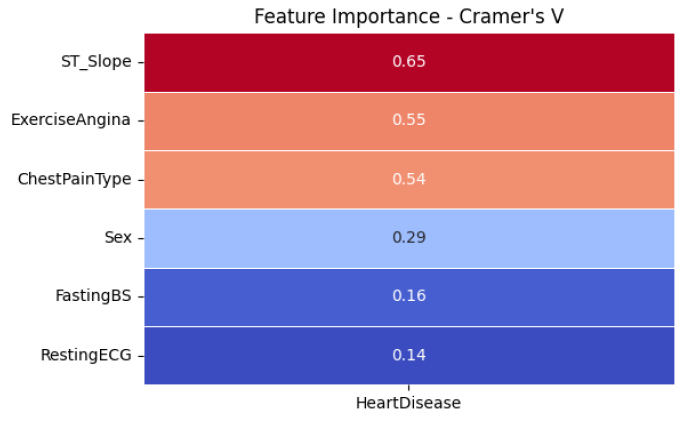 Feature Importance - Cramer's V
ST_Slope 0.65
ExerciseAngina 0.55
ChestPainType 0.54
Sex 0.29
FastingBS 0.16
RestingECG 0.14
HeartDisease